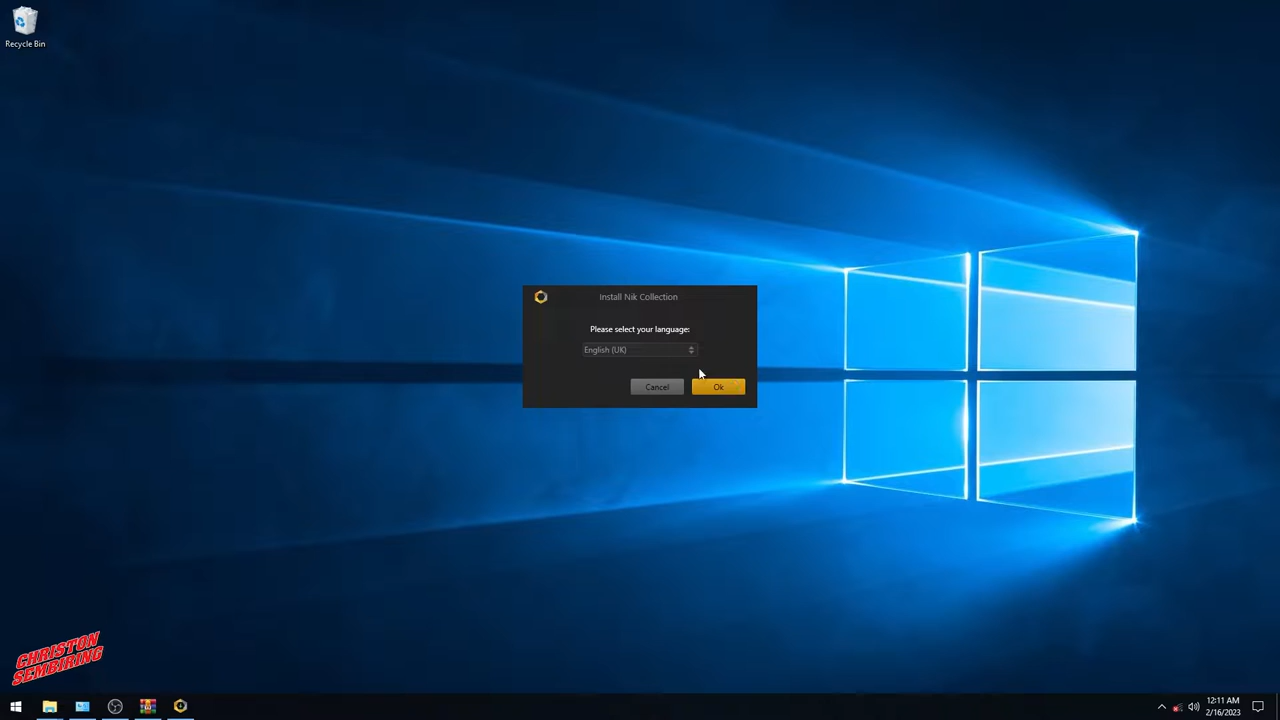 Recycle Bin
Install Nik Collection
Please select your language:
English (UK)
Cancel
Ok
CHRISTON
SEMBIRING
12:11 AM
2/16/2023